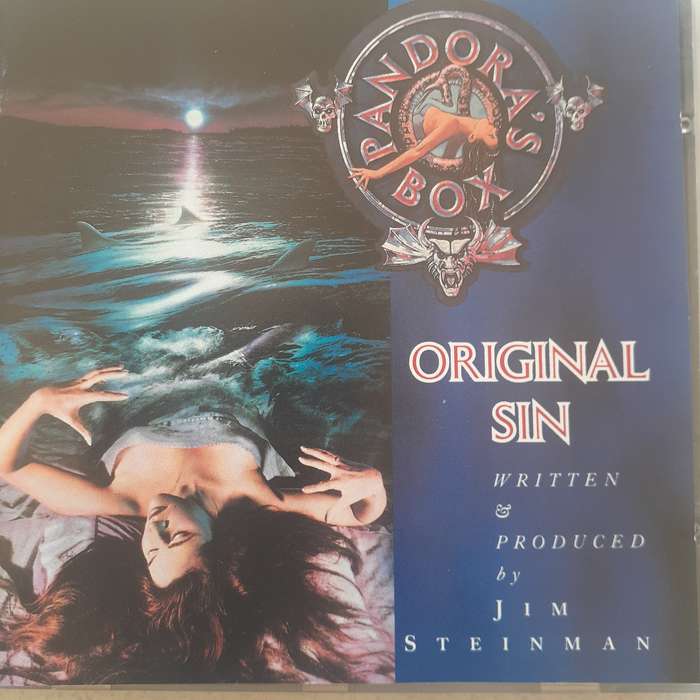 PANDORA'S
BOX
ORIGINAL
SIN
WRITTEN
&
PRODUCED
by
JIM
STEINMAN